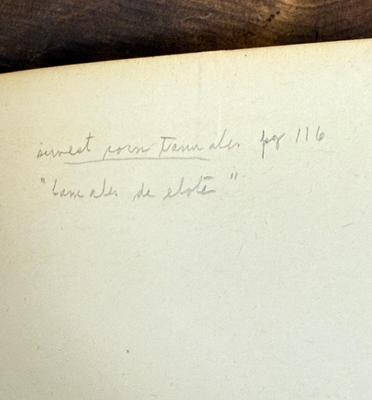 sweet corn tamales pg 116
"tamales de elote"